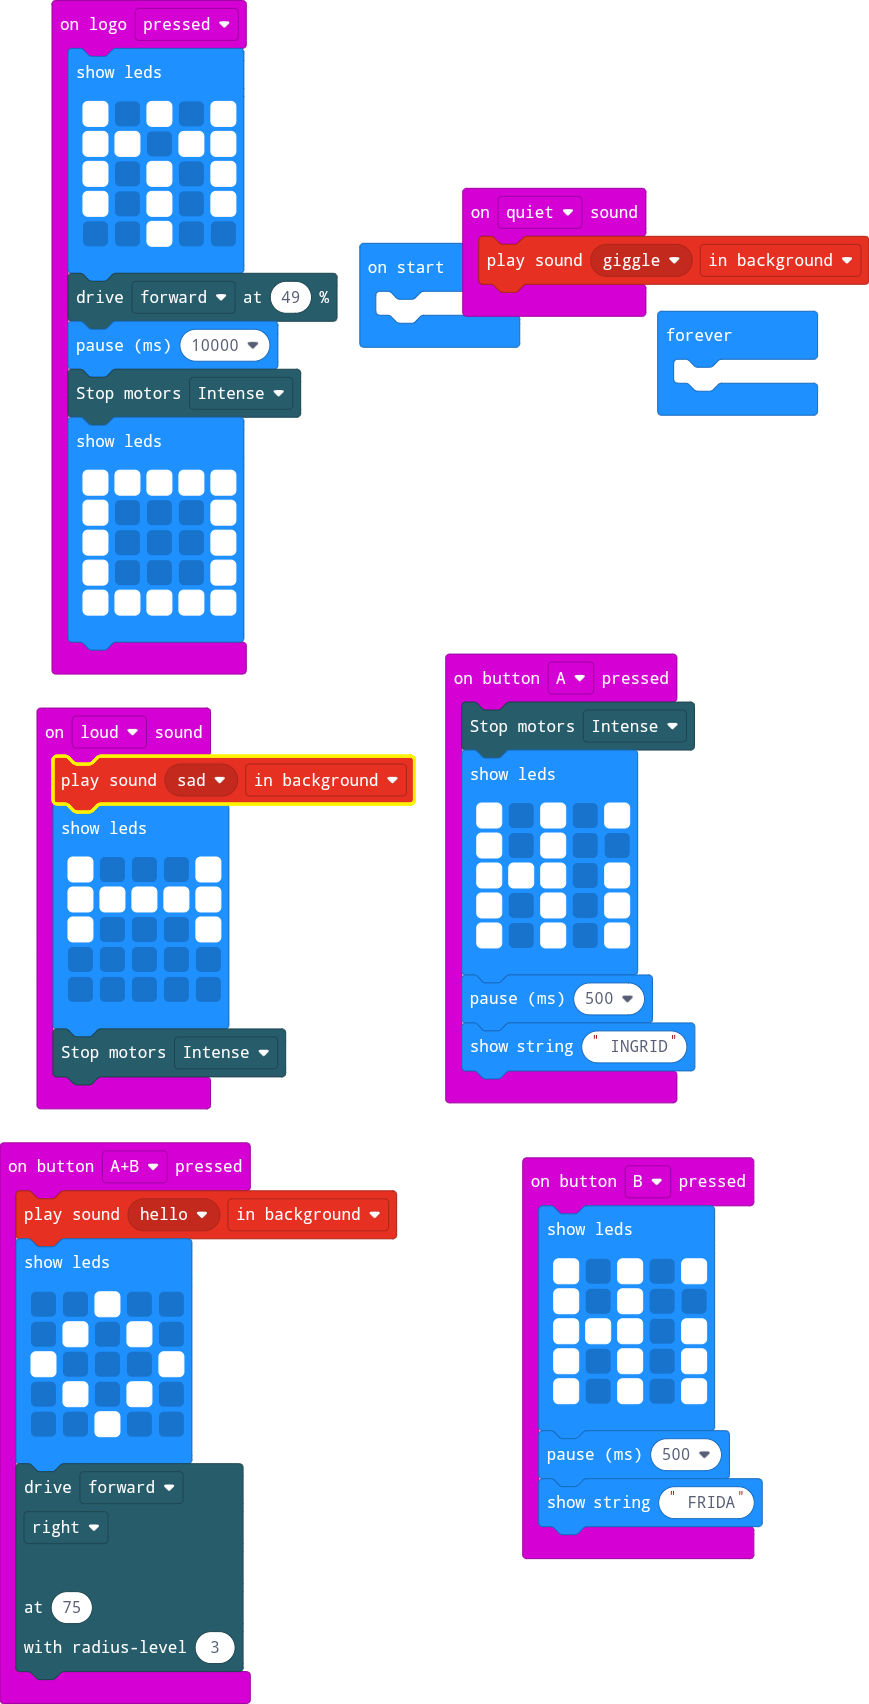 on logo pressed
show leds
drive forward at 49 %
pause (ms) 10000
Stop motors Intense
show leds
on start
on quiet sound
play sound giggle in background
forever
on loud sound
play sound sad in background
show leds
Stop motors Intense
on button A pressed
Stop motors Intense
show leds
pause (ms) 500
show string " INGRID"
on button A+B pressed
play sound hello in background
show leds
drive forward
right
at 75
with radius-level 3
on button B pressed
show leds
pause (ms) 500
show string " FRIDA"